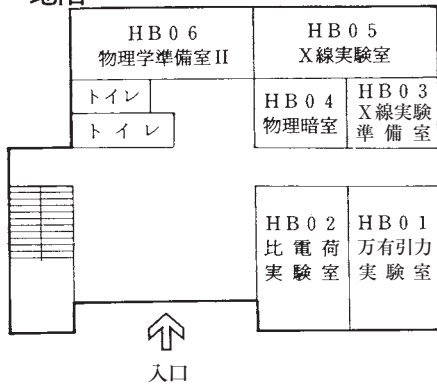 HB06
物理学準備室II
HB05
X線実験室
トイレ
トイレ
HB04
物理暗室
HB03
X線実験
準備室
HB02
比電荷
実験室
HB01
万有引力
実験室
入口